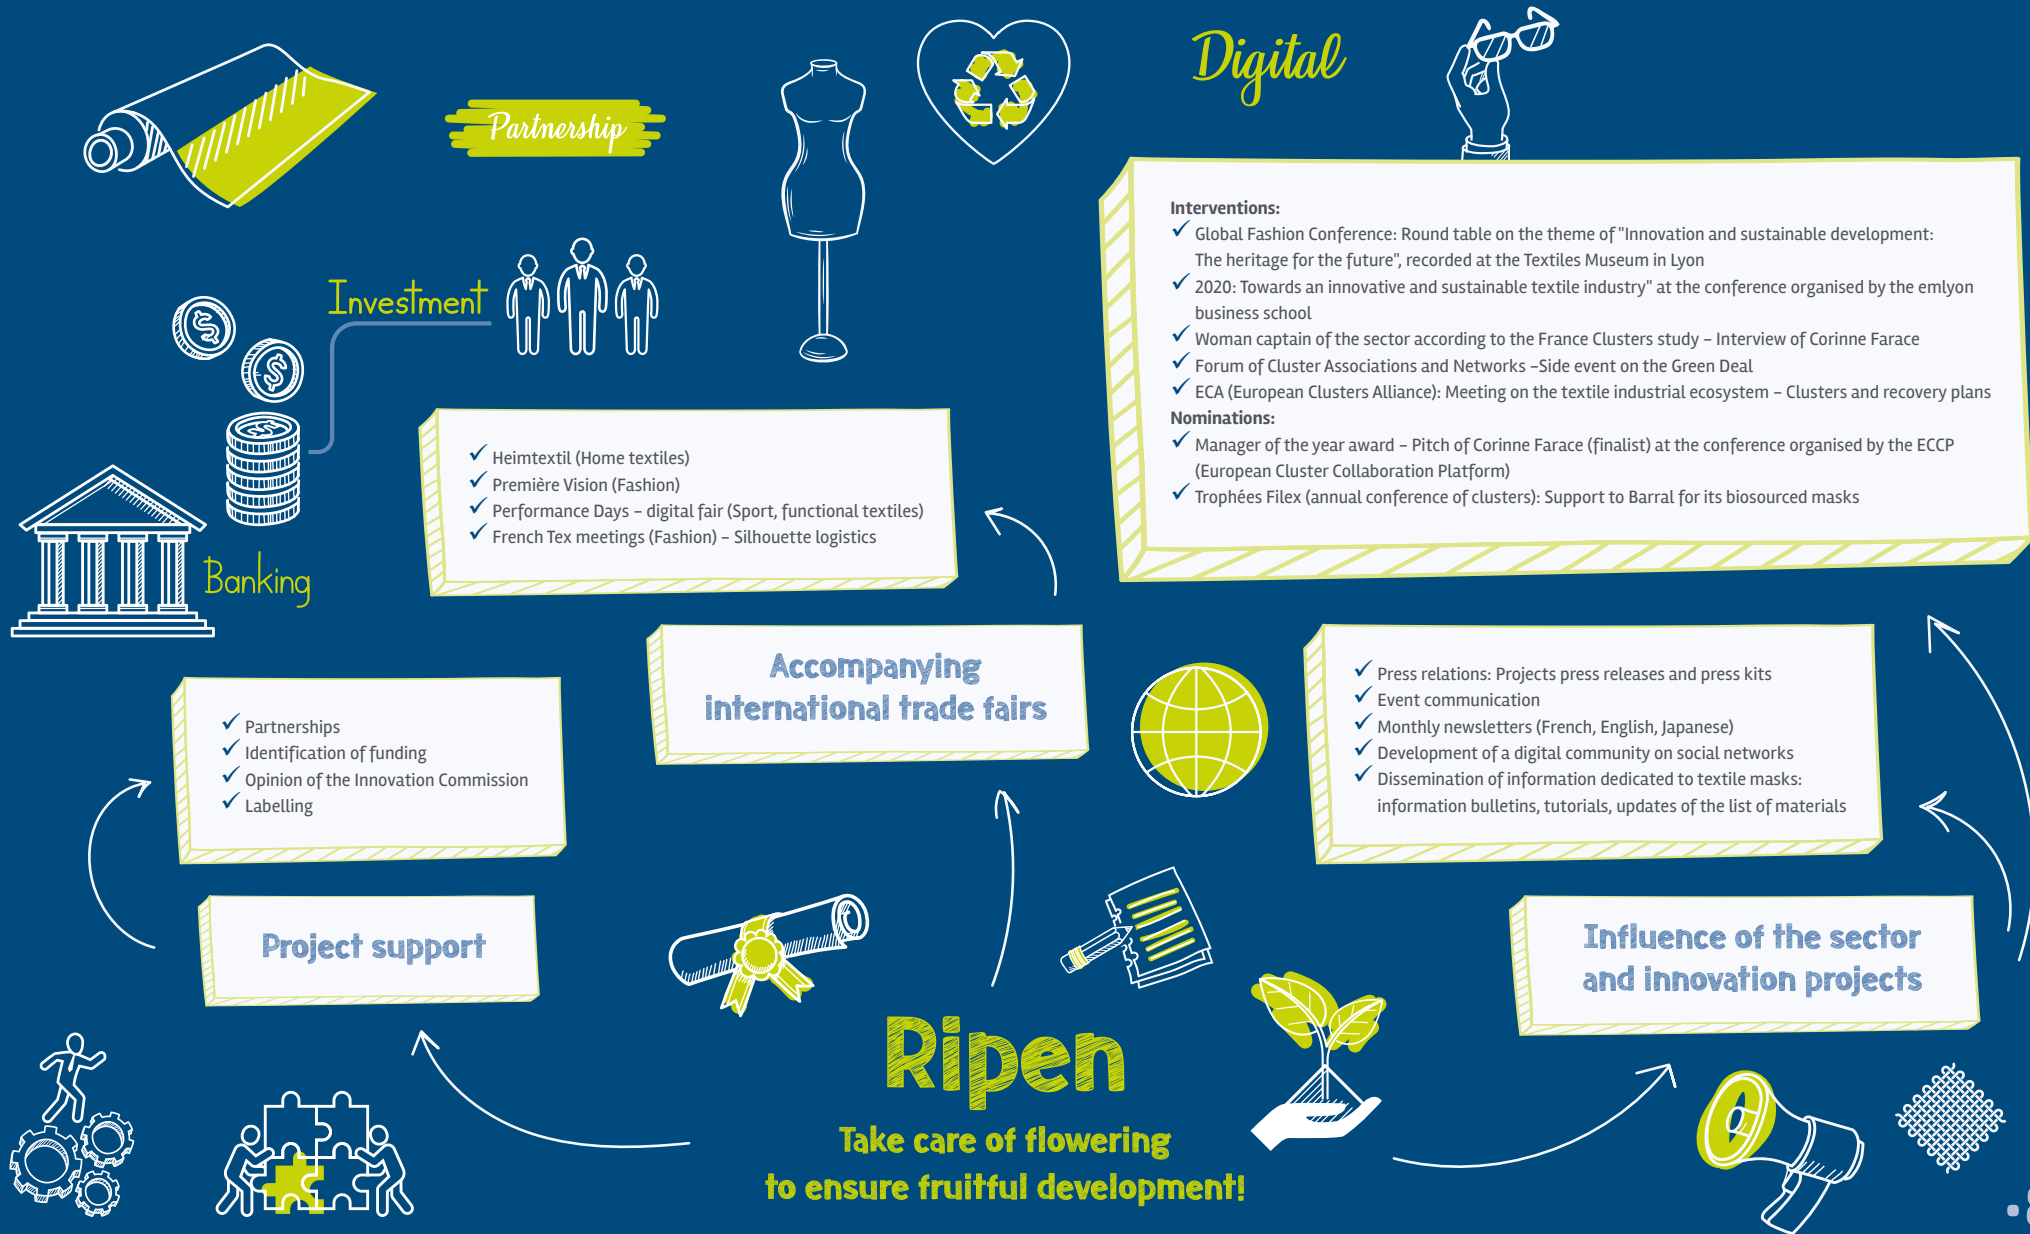 Digital
Partnership
Investment
Banking
Interventions:
Global Fashion Conference: Round table on the theme of "Innovation and sustainable development:
The heritage for the future", recorded at the Textiles Museum in Lyon
2020: Towards an innovative and sustainable textile industry" at the conference organised by the emlyon
business school
Woman captain of the sector according to the France Clusters study – Interview of Corinne Farace
Forum of Cluster Associations and Networks –Side event on the Green Deal
ECA (European Clusters Alliance): Meeting on the textile industrial ecosystem – Clusters and recovery plans
Nominations:
Manager of the year award – Pitch of Corinne Farace (finalist) at the conference organised by the ECCP
(European Cluster Collaboration Platform)
Trophées Filex (annual conference of clusters): Support to Barral for its biosourced masks
Heimtextil (Home textiles)
Première Vision (Fashion)
Performance Days – digital fair (Sport, functional textiles)
French Tex meetings (Fashion) – Silhouette logistics
Accompanying
international trade fairs
Press relations: Projects press releases and press kits
Event communication
Monthly newsletters (French, English, Japanese)
Development of a digital community on social networks
Dissemination of information dedicated to textile masks:
information bulletins, tutorials, updates of the list of materials
Partnerships
Identification of funding
Opinion of the Innovation Commission
Labelling
Project support
Influence of the sector
and innovation projects
Ripen
Take care of flowering
to ensure fruitful development!